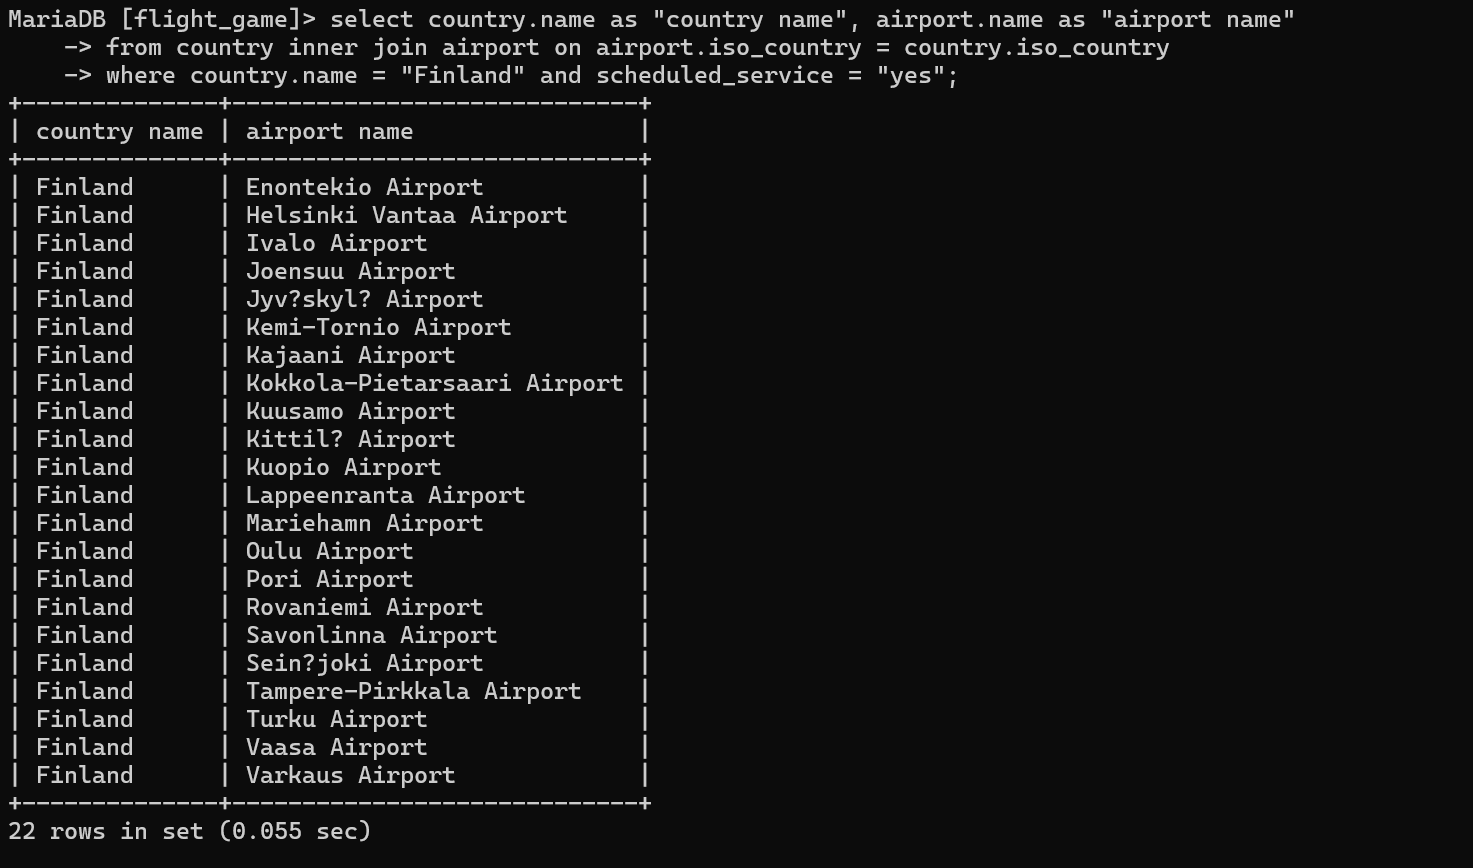 MariaDB [flight_game]> select country.name as "country name", airport.name as "airport name"
    -> from country inner join airport on airport.iso_country = country.iso_country
    -> where country.name = "Finland" and scheduled_service = "yes";
+--------------+-----------------------------+
| country name | airport name                |
+--------------+-----------------------------+
| Finland      | Enontekio Airport           |
| Finland      | Helsinki Vantaa Airport     |
| Finland      | Ivalo Airport               |
| Finland      | Joensuu Airport             |
| Finland      | Jyv?skyl? Airport           |
| Finland      | Kemi-Tornio Airport         |
| Finland      | Kajaani Airport             |
| Finland      | Kokkola-Pietarsaari Airport |
| Finland      | Kuusamo Airport             |
| Finland      | Kittil? Airport             |
| Finland      | Kuopio Airport              |
| Finland      | Lappeenranta Airport        |
| Finland      | Mariehamn Airport           |
| Finland      | Oulu Airport                |
| Finland      | Pori Airport                |
| Finland      | Rovaniemi Airport           |
| Finland      | Savonlinna Airport          |
| Finland      | Sein?joki Airport           |
| Finland      | Tampere-Pirkkala Airport    |
| Finland      | Turku Airport               |
| Finland      | Vaasa Airport               |
| Finland      | Varkaus Airport             |
+--------------+-----------------------------+
22 rows in set (0.055 sec)